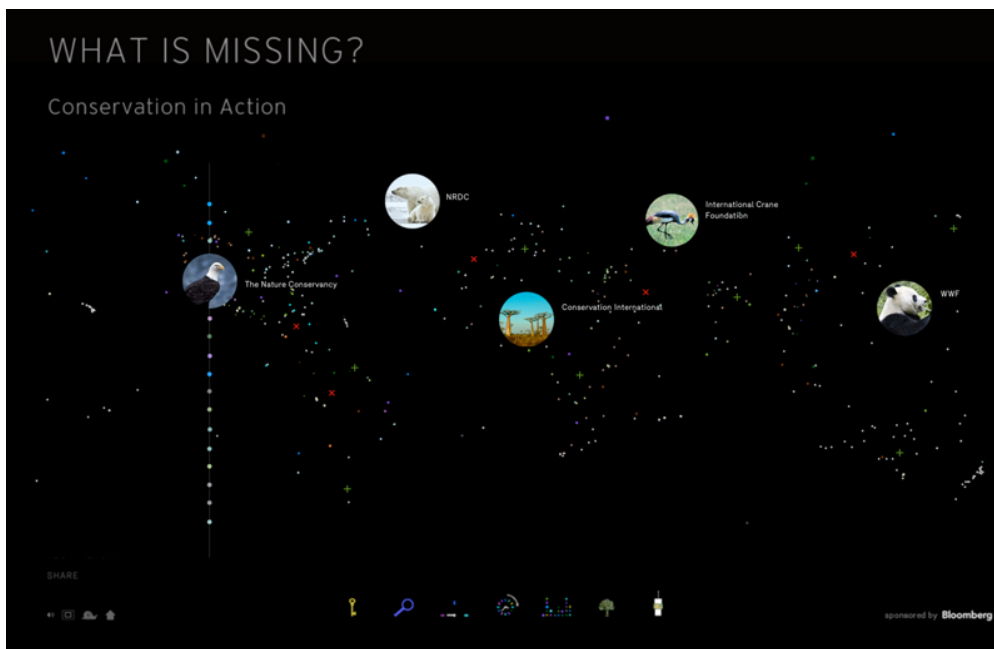 WHAT IS MISSING?
Conservation in Action
NRDC
International Crane
Foundation
The Nature Conservancy
Conservation International
WWF
SHARE
sponsored by Bloomberg